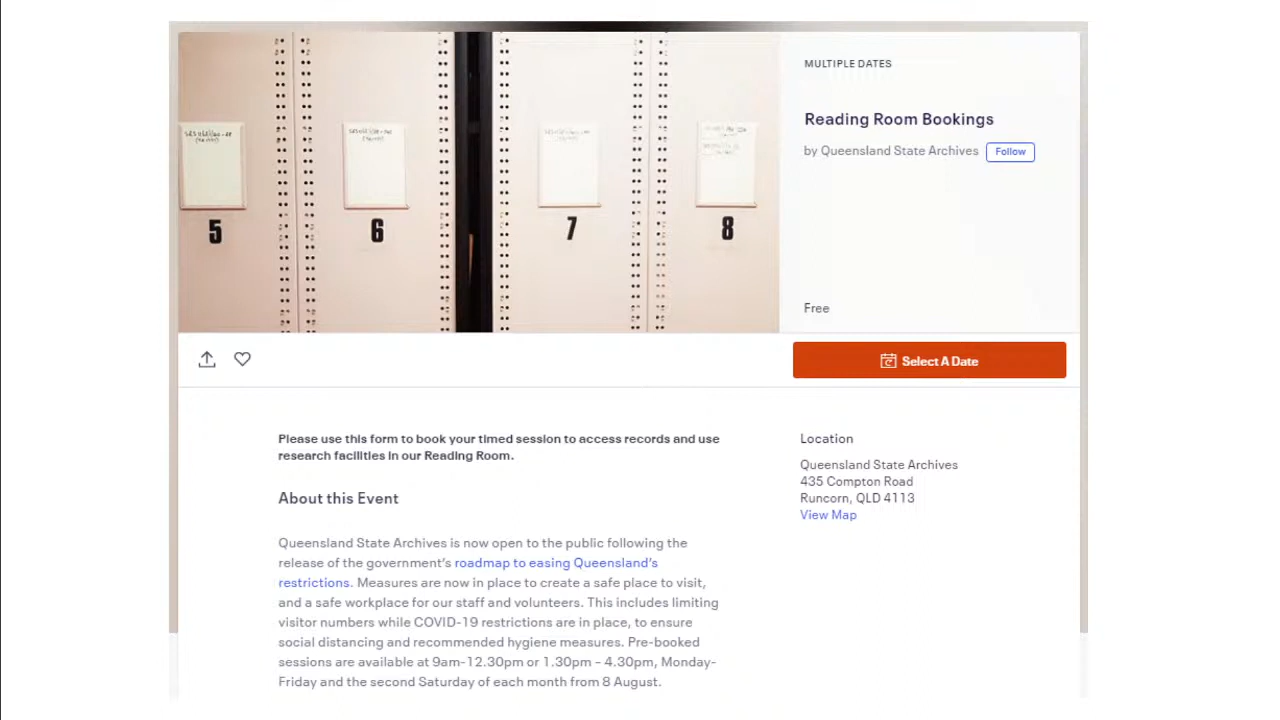 5
6
7
8
MULTIPLE DATES
Reading Room Bookings
by Queensland State Archives Follow
Free
Select A Date
Please use this form to book your timed session to access records and use
research facilities in our Reading Room.
About this Event
Queensland State Archives is now open to the public following the
release of the government's roadmap to easing Queensland's
restrictions. Measures are now in place to create a safe place to visit,
and a safe workplace for our staff and volunteers. This includes limiting
visitor numbers while COVID-19 restrictions are in place, to ensure
social distancing and recommended hygiene measures. Pre-booked
sessions are available at 9am-12.30pm or 1.30pm – 4.30pm, Monday-
Friday and the second Saturday of each month from 8 August.
Location
Queensland State Archives
435 Compton Road
Runcorn, QLD 4113
View Map